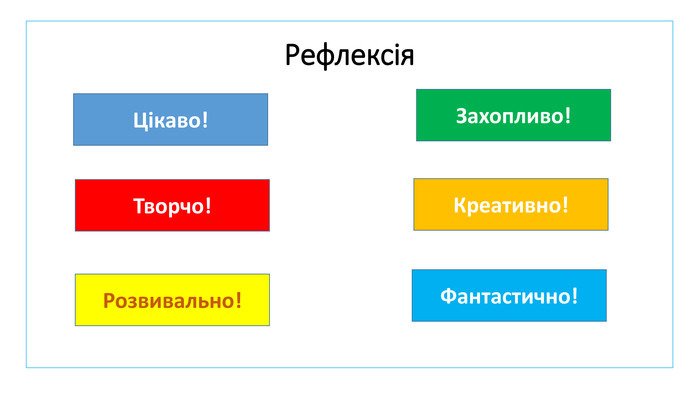 Рефлексія
Цікаво!
Захопливо!
Творчо!
Креативно!
Розвивально!
Фантастично!